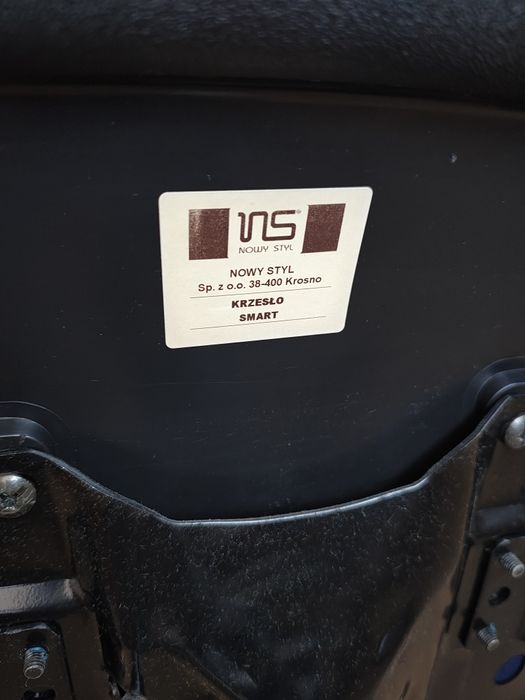 NS®
NOWY STYL
NOWY STYL
Sp. z o.o. 38-400 Krosno
KRZESŁO
SMART